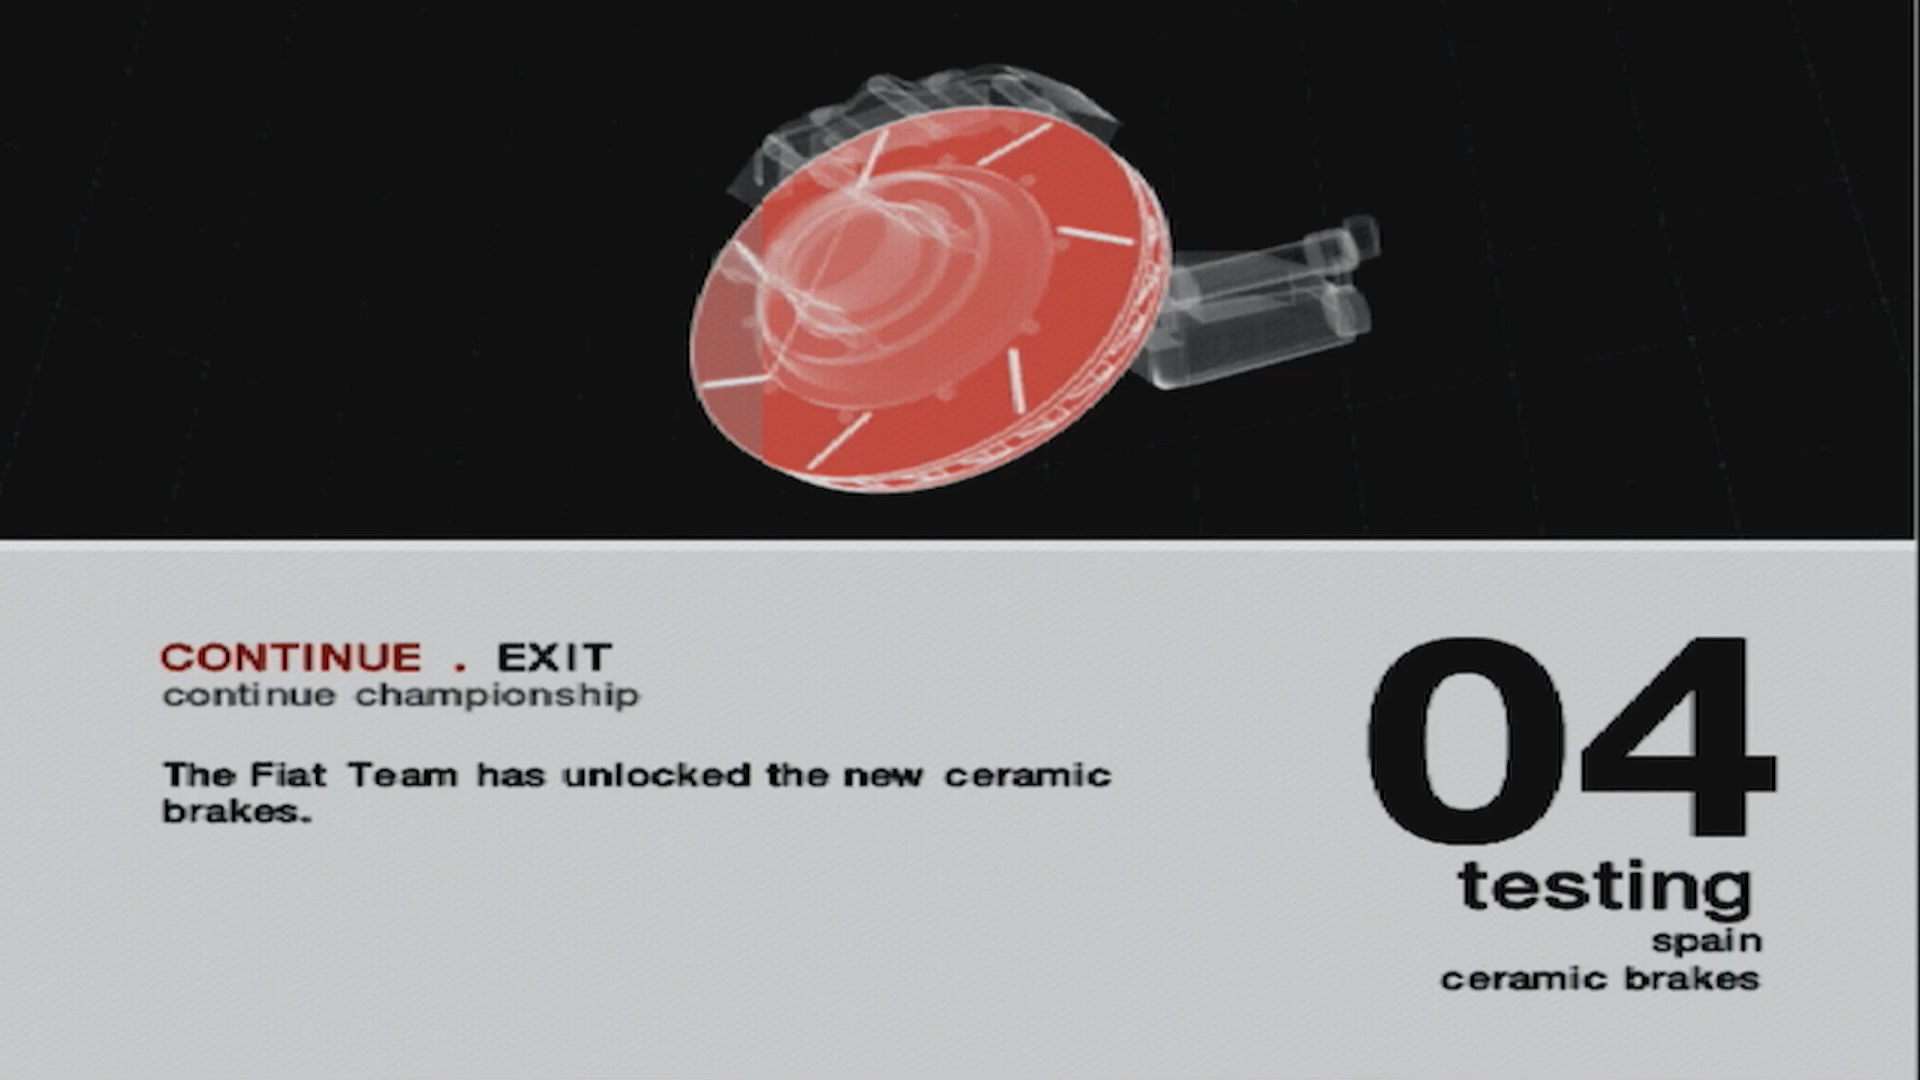 CONTINUE . EXIT
continue championship
The Fiat Team has unlocked the new ceramic
brakes.
04
testing
spain
ceramic brakes